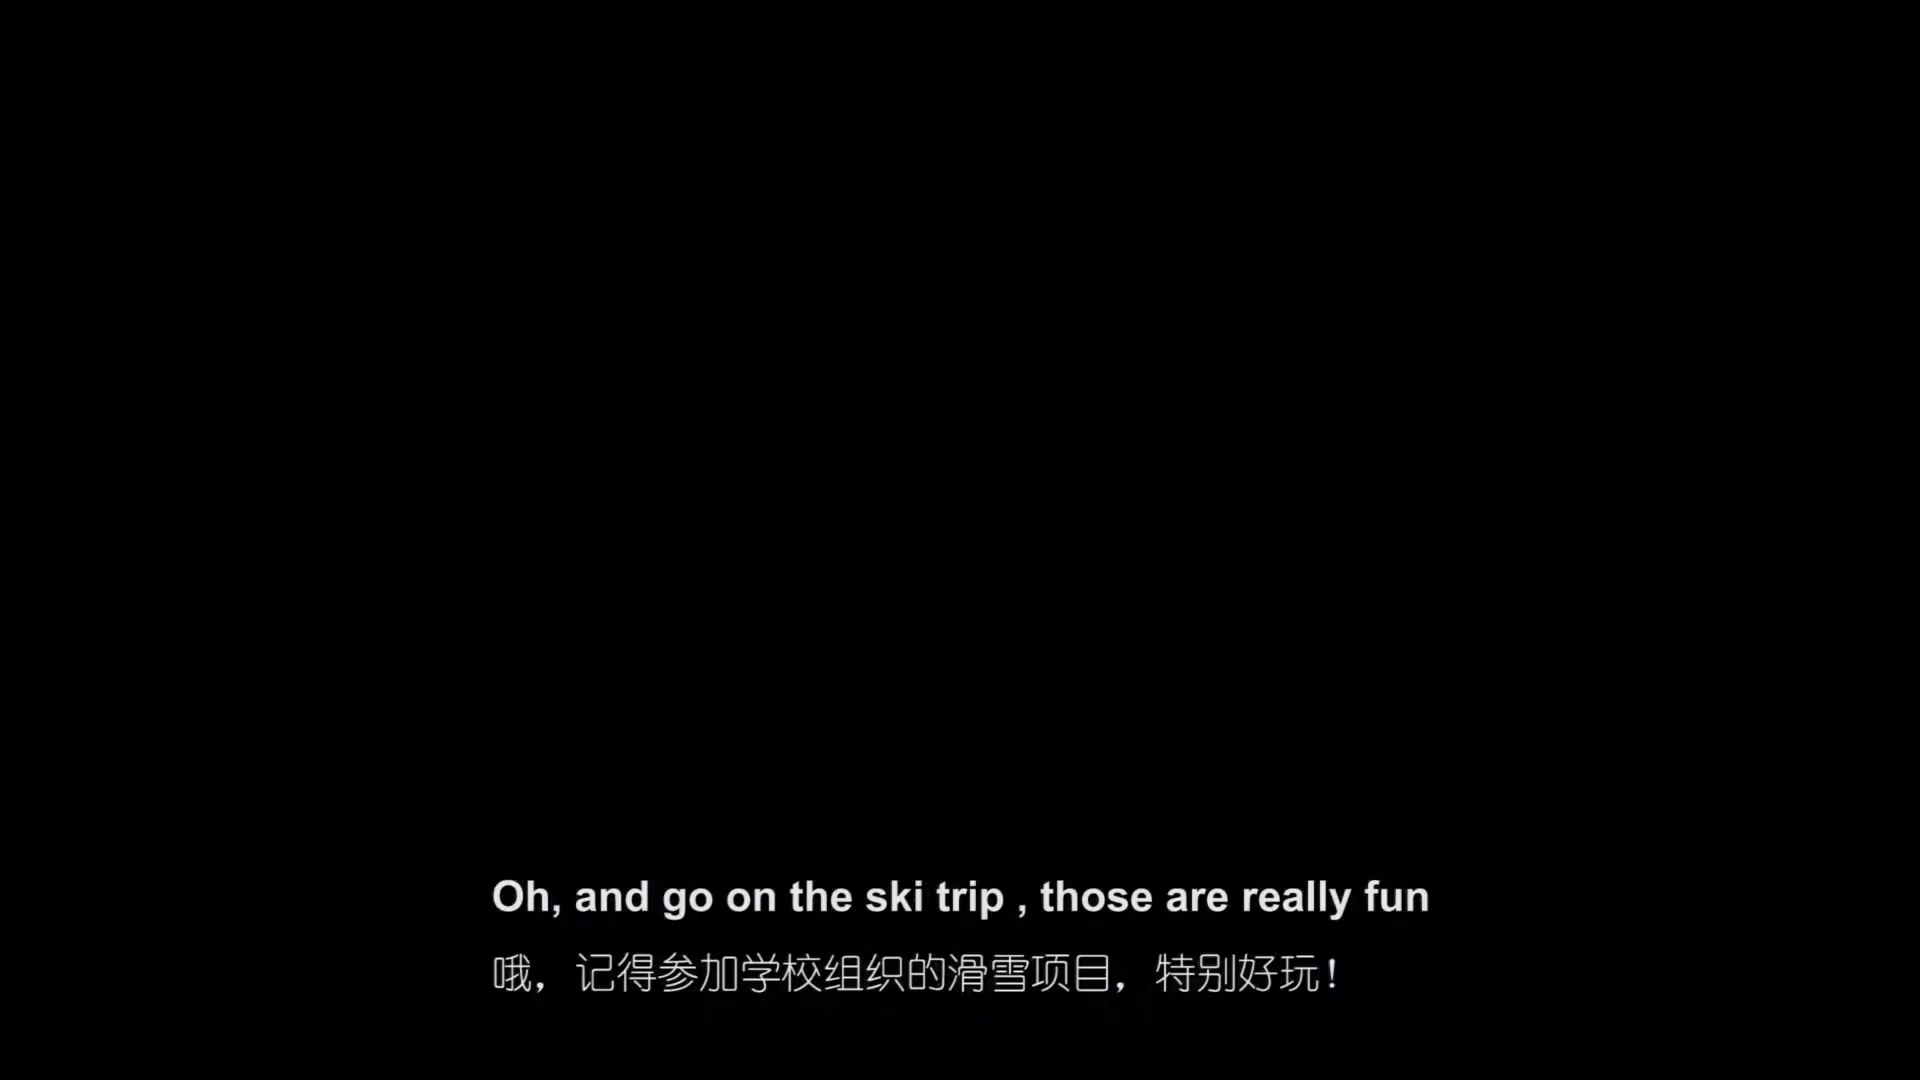 Oh, and go on the ski trip , those are really fun
哦，记得参加学校组织的滑雪项目，特别好玩！